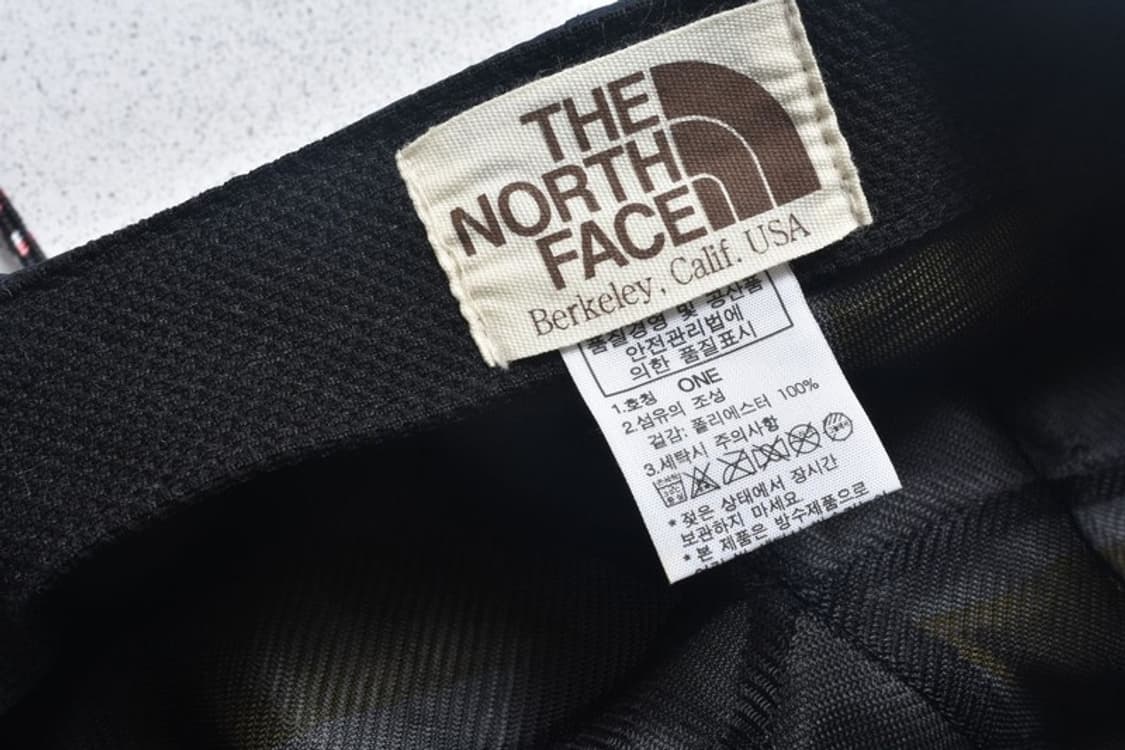 THE
NORTH
FACE
Berkeley, Calif. USA
품질경영 및 공산품
안전관리법에
의한 품질표시
1.호칭 ONE
2.섬유의 조성
겉감: 폴리에스터 100%
3.세탁시 주의사항
* 젖은 상태에서 장시간
보관하지 마세요.
* 본 제품은 방수제품으로